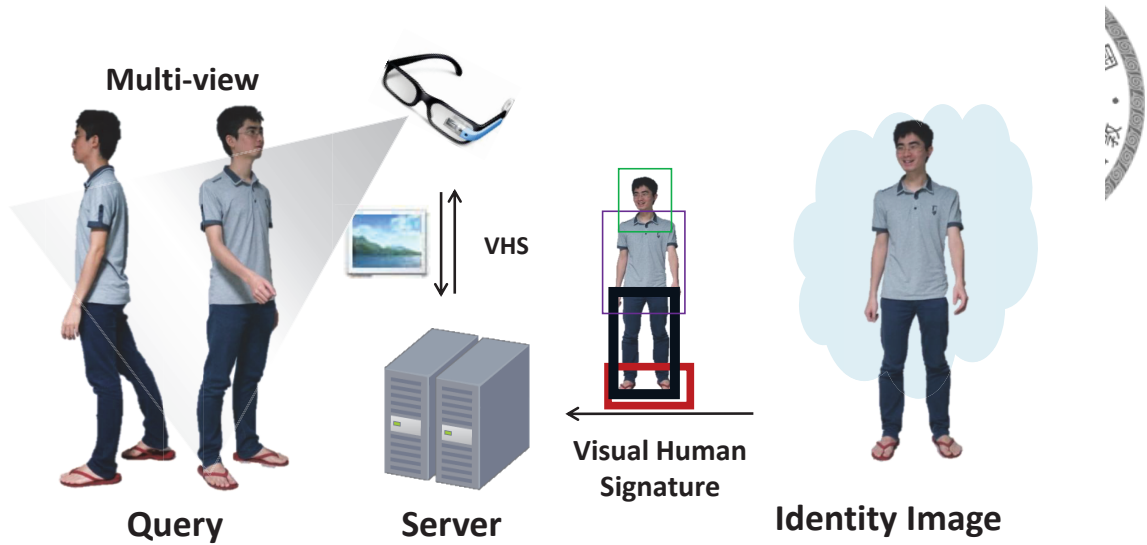 Multi-view
VHS
Visual Human
Signature
Query
Server
Identity Image